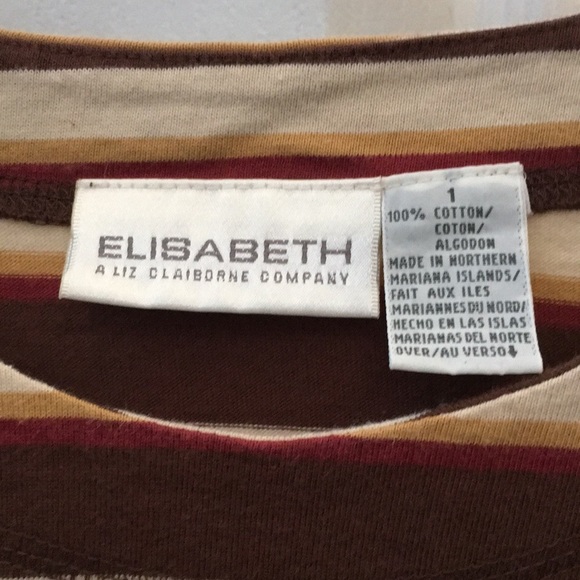 ELISABETH
A LIZ CLAIBORNE COMPANY
1
100% COTTON/
COTON/
ALGODON
MADE IN NORTHERN
MARIANA ISLANDS/
FAIT AUX ILES
MARIANNES DU NORD/
HECHO EN LAS ISLAS
MARIANAS DEL NORTE
OVER/AU VERSO↓